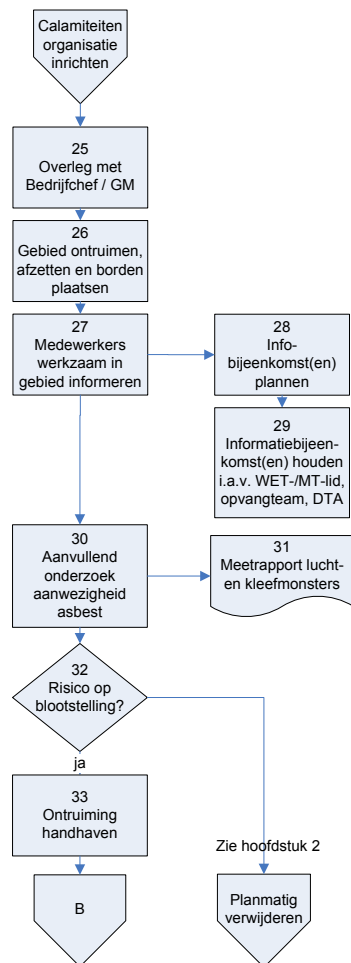 Calamiteiten
organisatie
inrichten
25
Overleg met
Bedrijfchef / GM
26
Gebied ontruimen,
afzetten en borden
plaatsen
27
Medewerkers
werkzaam in
gebied informeren
28
Info-
bijeenkomst(en)
plannen
29
Informatiebijeen-
komst(en) houden
i.a.v. WET-/MT-lid,
opvangteam, DTA
30
Aanvullend
onderzoek
aanwezigheid
asbest
31
Meetrapport lucht-
en kleefmonsters
32
Risico op
blootstelling?
ja
33
Ontruiming
handhaven
Zie hoofdstuk 2
B
Planmatig
verwijderen